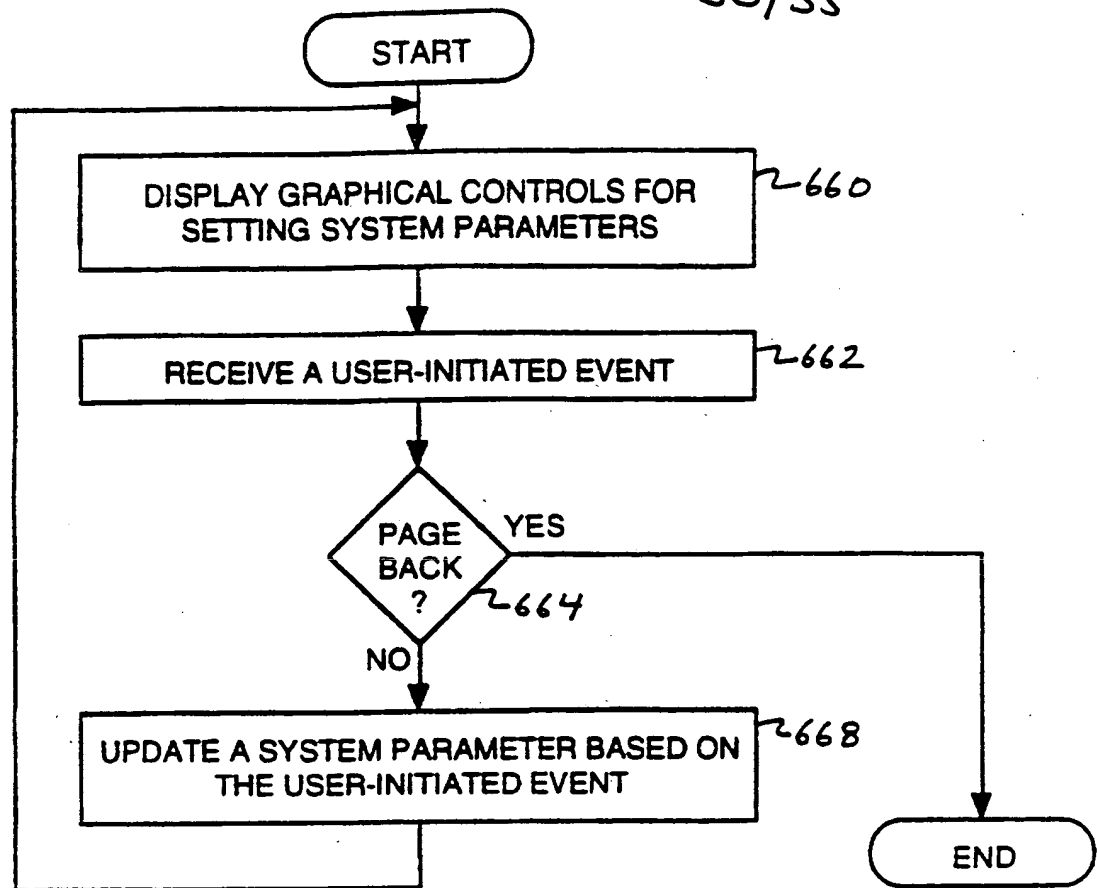 START
DISPLAY GRAPHICAL CONTROLS FOR
SETTING SYSTEM PARAMETERS
660
RECEIVE A USER-INITIATED EVENT
662
PAGE
BACK
?
YES
664
NO
UPDATE A SYSTEM PARAMETER BASED ON
THE USER-INITIATED EVENT
668
END